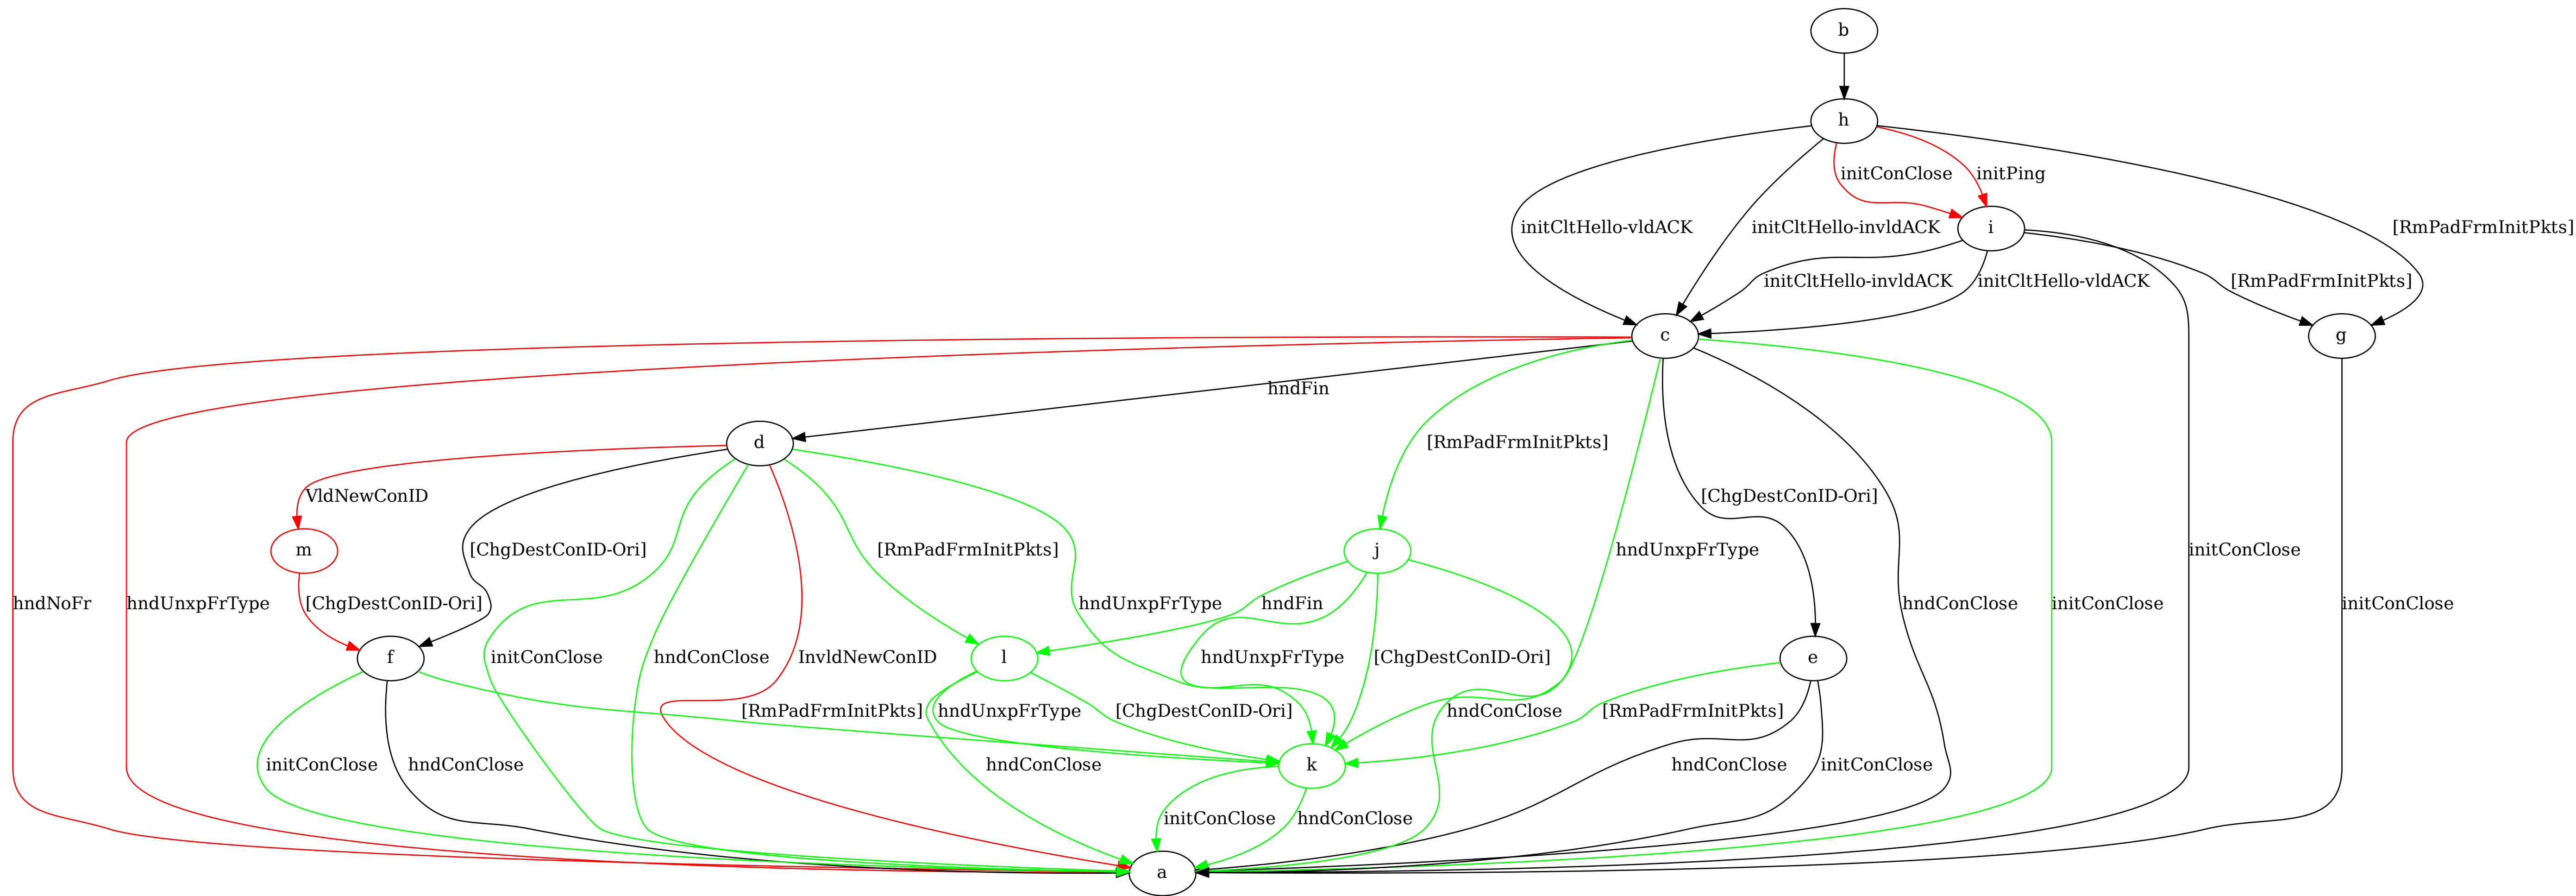 b
h
initConClose
initPing
initCltHello-vldACK
initCltHello-invldACK
i
[RmPadFrmInitPkts]
initCltHello-invldACK
initCltHello-vldACK
[RmPadFrmInitPkts]
c
g
hndFin
d
[RmPadFrmInitPkts]
VldNewConID
[ChgDestConID-Ori]
m
[ChgDestConID-Ori]
[RmPadFrmInitPkts]
j
hndUnxpFrType
initConClose
hndNoFr
hndUnxpFrType
[ChgDestConID-Ori]
hndUnxpFrType
hndFin
hndConClose
initConClose
initConClose
f
initConClose
hndConClose
InvldNewConID
l
hndUnxpFrType
[ChgDestConID-Ori]
e
[RmPadFrmInitPkts]
hndUnxpFrType
[ChgDestConID-Ori]
hndConClose
[RmPadFrmInitPkts]
initConClose
hndConClose
hndConClose
k
hndConClose
initConClose
initConClose
hndConClose
a